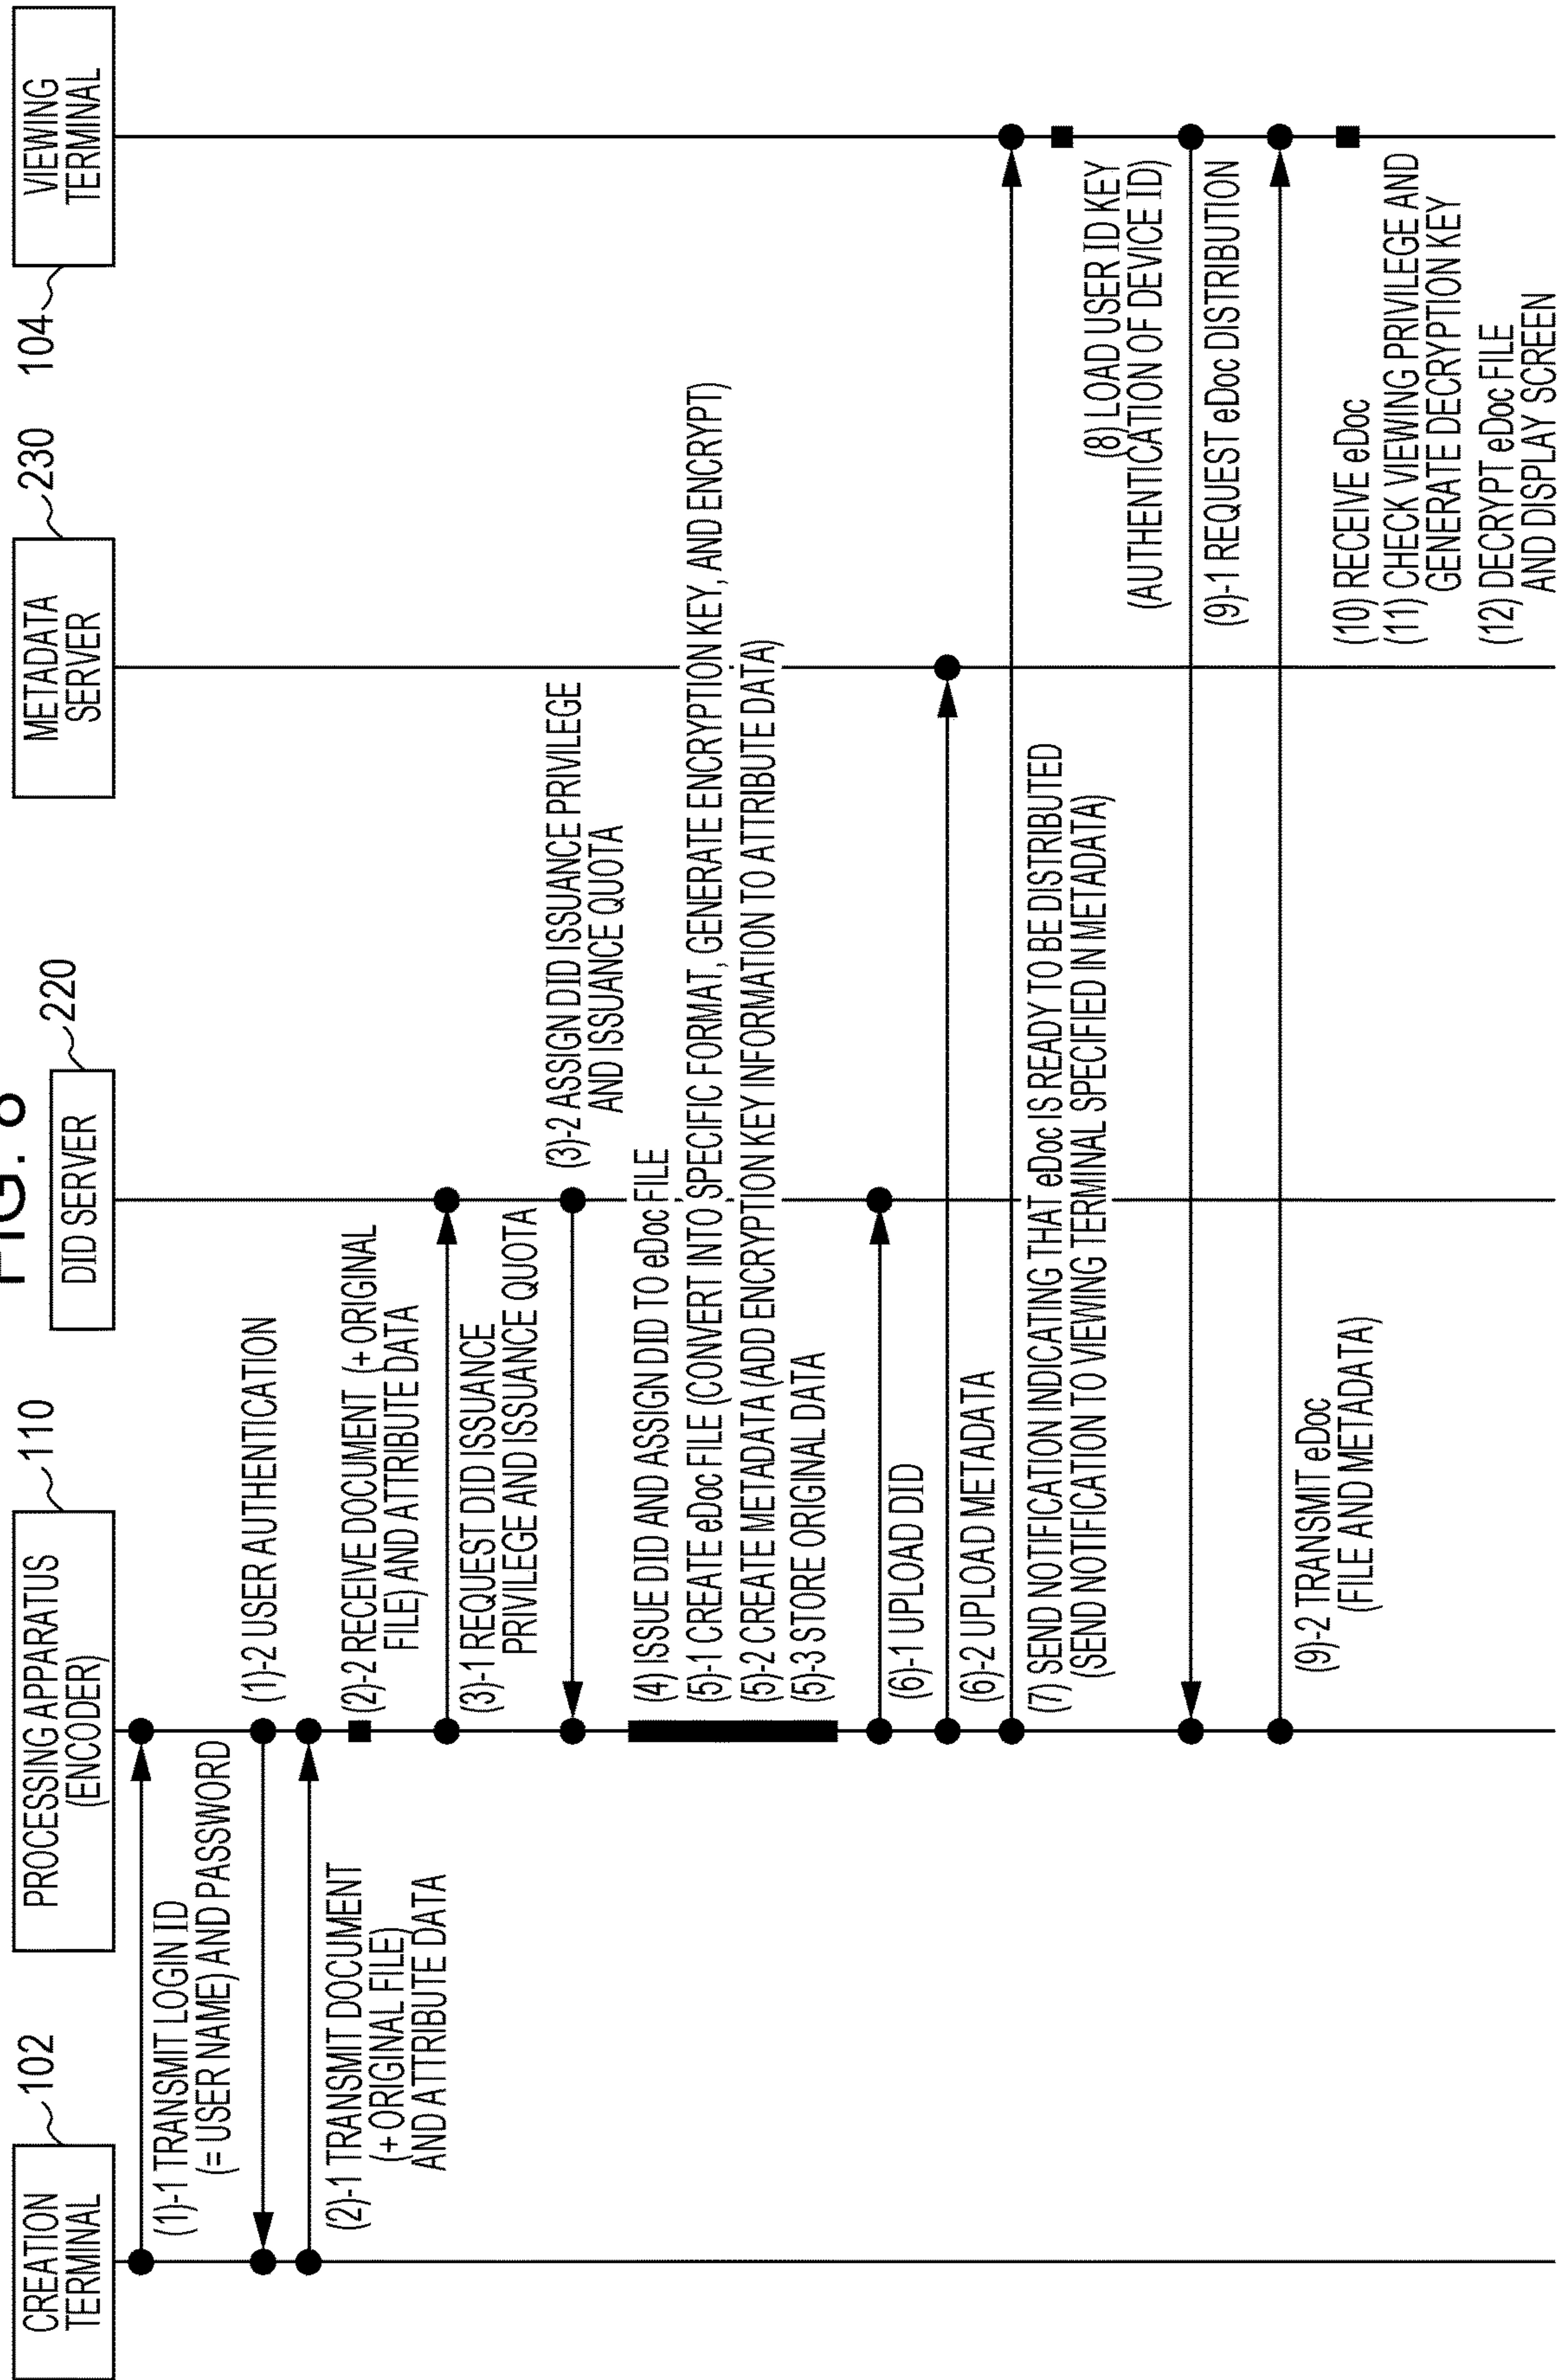 FIG. 8
CREATION
TERMINAL
102
PROCESSING APPARATUS
(ENCODER)
110
DID SERVER
220
METADATA
SERVER
230
VIEWING
TERMINAL
104
(1)-1 TRANSMIT LOGIN ID
(= USER NAME) AND PASSWORD
(1)-2 USER AUTHENTICATION
(2)-1 TRANSMIT DOCUMENT
(+ ORIGINAL FILE)
AND ATTRIBUTE DATA
(2)-2 RECEIVE DOCUMENT (+ ORIGINAL
FILE) AND ATTRIBUTE DATA
(3)-1 REQUEST DID ISSUANCE
PRIVILEGE AND ISSUANCE QUOTA
(3)-2 ASSIGN DID ISSUANCE PRIVILEGE
AND ISSUANCE QUOTA
(4) ISSUE DID AND ASSIGN DID TO eDoc FILE
(5)-1 CREATE eDoc FILE (CONVERT INTO SPECIFIC FORMAT, GENERATE ENCRYPTION KEY, AND ENCRYPT)
(5)-2 CREATE METADATA (ADD ENCRYPTION KEY INFORMATION TO ATTRIBUTE DATA)
(5)-3 STORE ORIGINAL DATA
(6)-1 UPLOAD DID
(6)-2 UPLOAD METADATA
(7) SEND NOTIFICATION INDICATING THAT eDoc IS READY TO BE DISTRIBUTED
(SEND NOTIFICATION TO VIEWING TERMINAL SPECIFIED IN METADATA)
(8) LOAD USER ID KEY
(AUTHENTICATION OF DEVICE ID)
(9)-1 REQUEST eDoc DISTRIBUTION
(9)-2 TRANSMIT eDoc
(FILE AND METADATA)
(10) RECEIVE eDoc
(11) CHECK VIEWING PRIVILEGE AND
GENERATE DECRYPTION KEY
(12) DECRYPT eDoc FILE
AND DISPLAY SCREEN